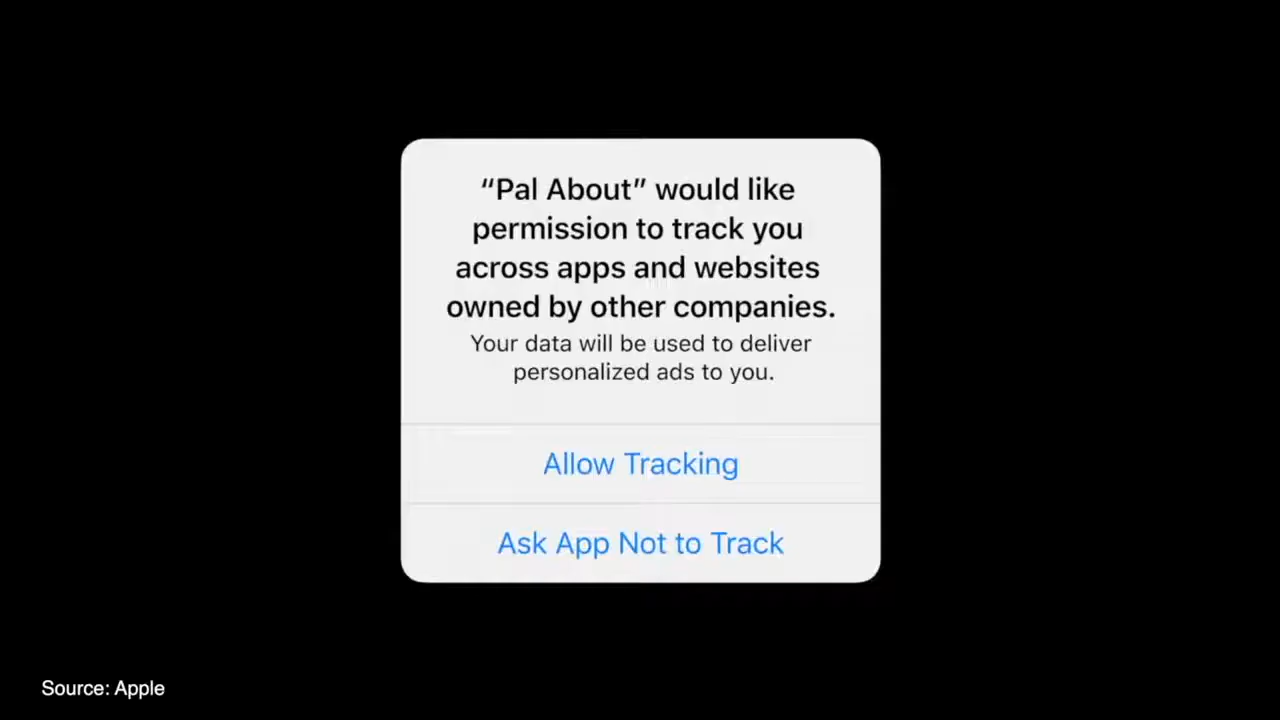 “Pal About” would like
permission to track you
across apps and websites
owned by other companies.
Your data will be used to deliver
personalized ads to you.
Allow Tracking
Ask App Not to Track
Source: Apple